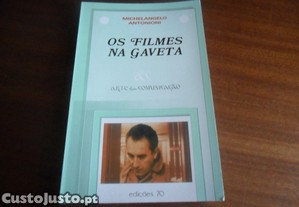 MICHELANGELO
ANTONIONI
OS FILMES
NA GAVETA
ARTE & COMUNICAÇÃO
edições 70
CustoJusto.pt